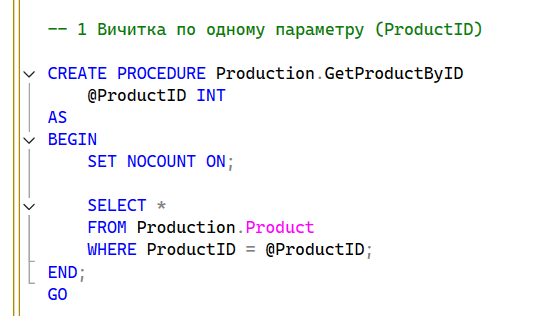 -- 1 Вичитка по одному параметру (ProductID)
CREATE PROCEDURE Production.GetProductByID
@ProductID INT
AS
BEGIN
SET NOCOUNT ON;
SELECT *
FROM Production.Product
WHERE ProductID = @ProductID;
END;
GO